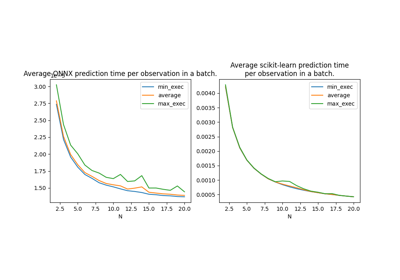 Average ONNX prediction time per observation in a batch.
3.00
2.75
2.50
2.25
2.00
1.75
1.50
2.5 5.0 7.5 10.0 12.5 15.0 17.5 20.0
N
min_exec
average
max_exec
Average scikit-learn prediction time
per observation in a batch.
0.0040
0.0035
0.0030
0.0025
0.0020
0.0015
0.0010
0.0005
2.5 5.0 7.5 10.0 12.5 15.0 17.5 20.0
N
min_exec
average
max_exec